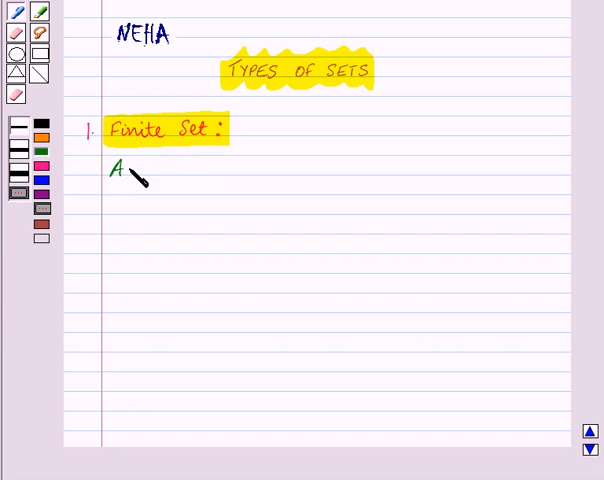 NEHA
TYPES OF SETS
1. Finite Set :
A